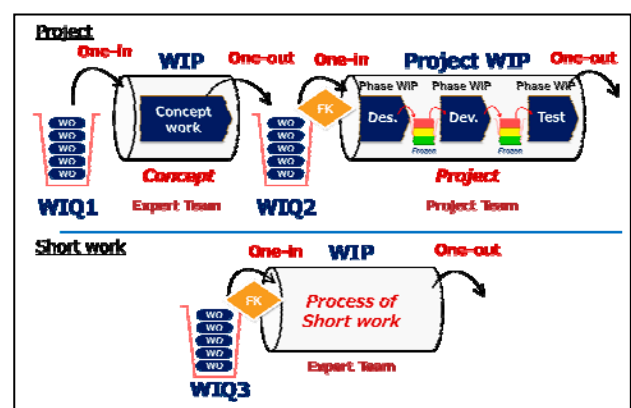 Project
One-in
WIP
One-out
One-in
Project WIP
One-out
Phase WIP
Phase WIP
Phase WIP
FK
Concept
work
Des.
Dev.
Test
Frozen
Frozen
WO
WO
WO
WO
WO
WO
WO
WO
WO
WO
Concept
Project
WIQ1
Expert Team
WIQ2
Project Team
Short work
One-in
WIP
One-out
FK
Process of
Short work
WO
WO
WO
WO
WO
Expert Team
WIQ3